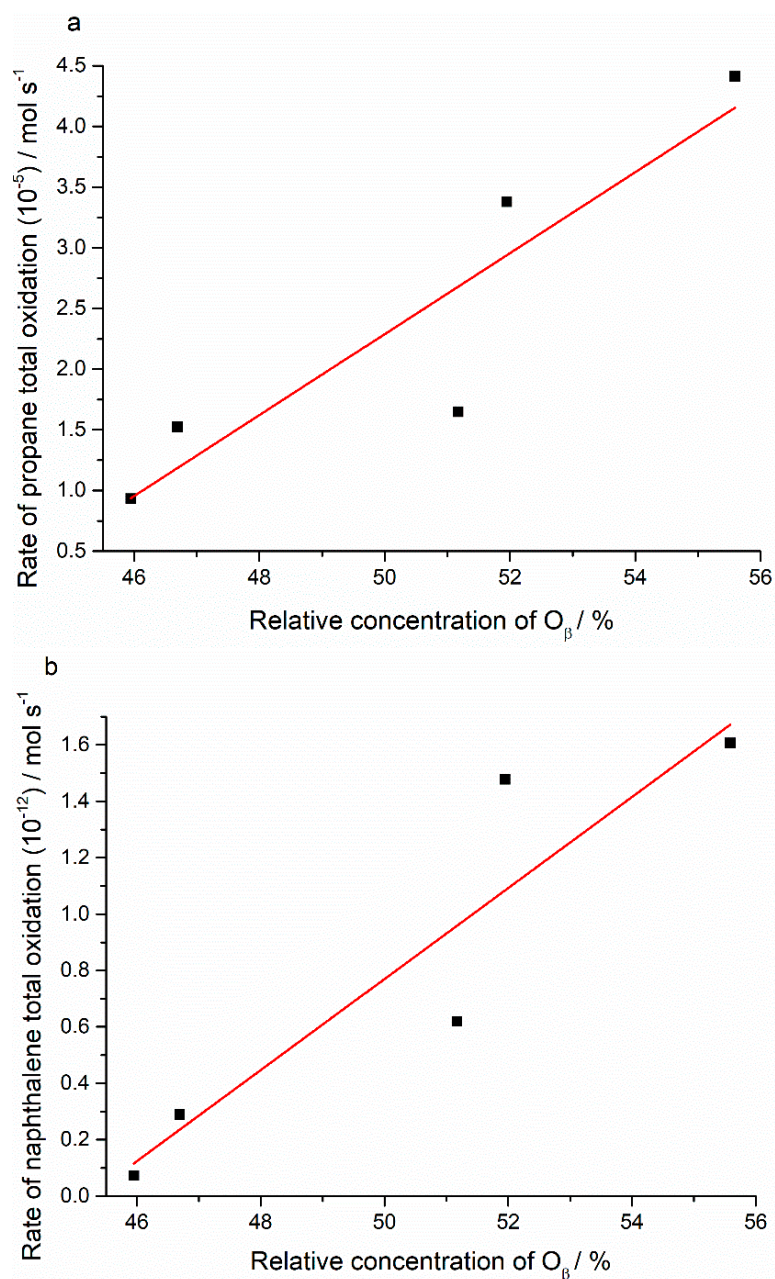 a
Rate of propane total oxidation (10⁻⁵) / mol s⁻¹
4.5
4.0
3.5
3.0
2.5
2.0
1.5
1.0
0.5
46 48 50 52 54 56
Relative concentration of Oᵦ / %
b
Rate of naphthalene total oxidation (10⁻¹²) / mol s⁻¹
1.6
1.4
1.2
1.0
0.8
0.6
0.4
0.2
0.0
46 48 50 52 54 56
Relative concentration of Oᵦ / %